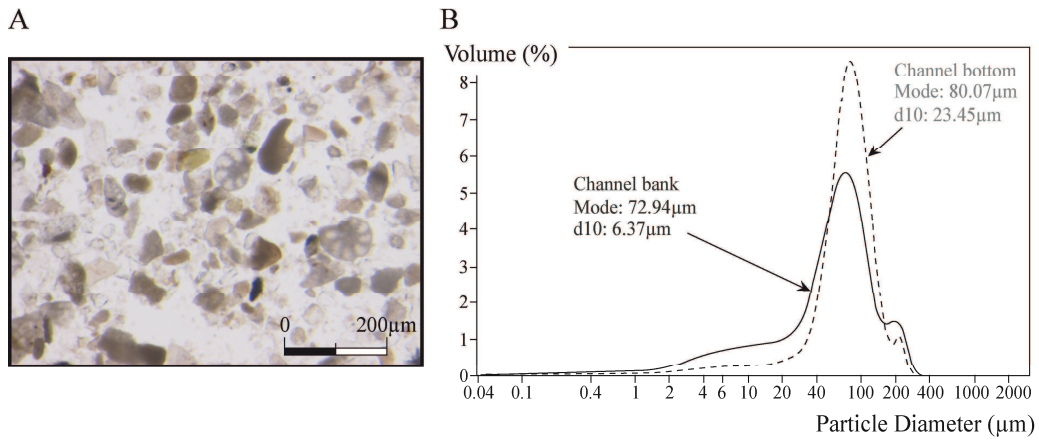 A
0 200µm
B
Volume (%)
8
7
6
5
4
3
2
1
0
Channel bottom
Mode: 80.07µm
d10: 23.45µm
Channel bank
Mode: 72.94µm
d10: 6.37µm
0.04 0.1 0.4 1 2 4 6 10 20 40 100 200 400 1000 2000
Particle Diameter (µm)